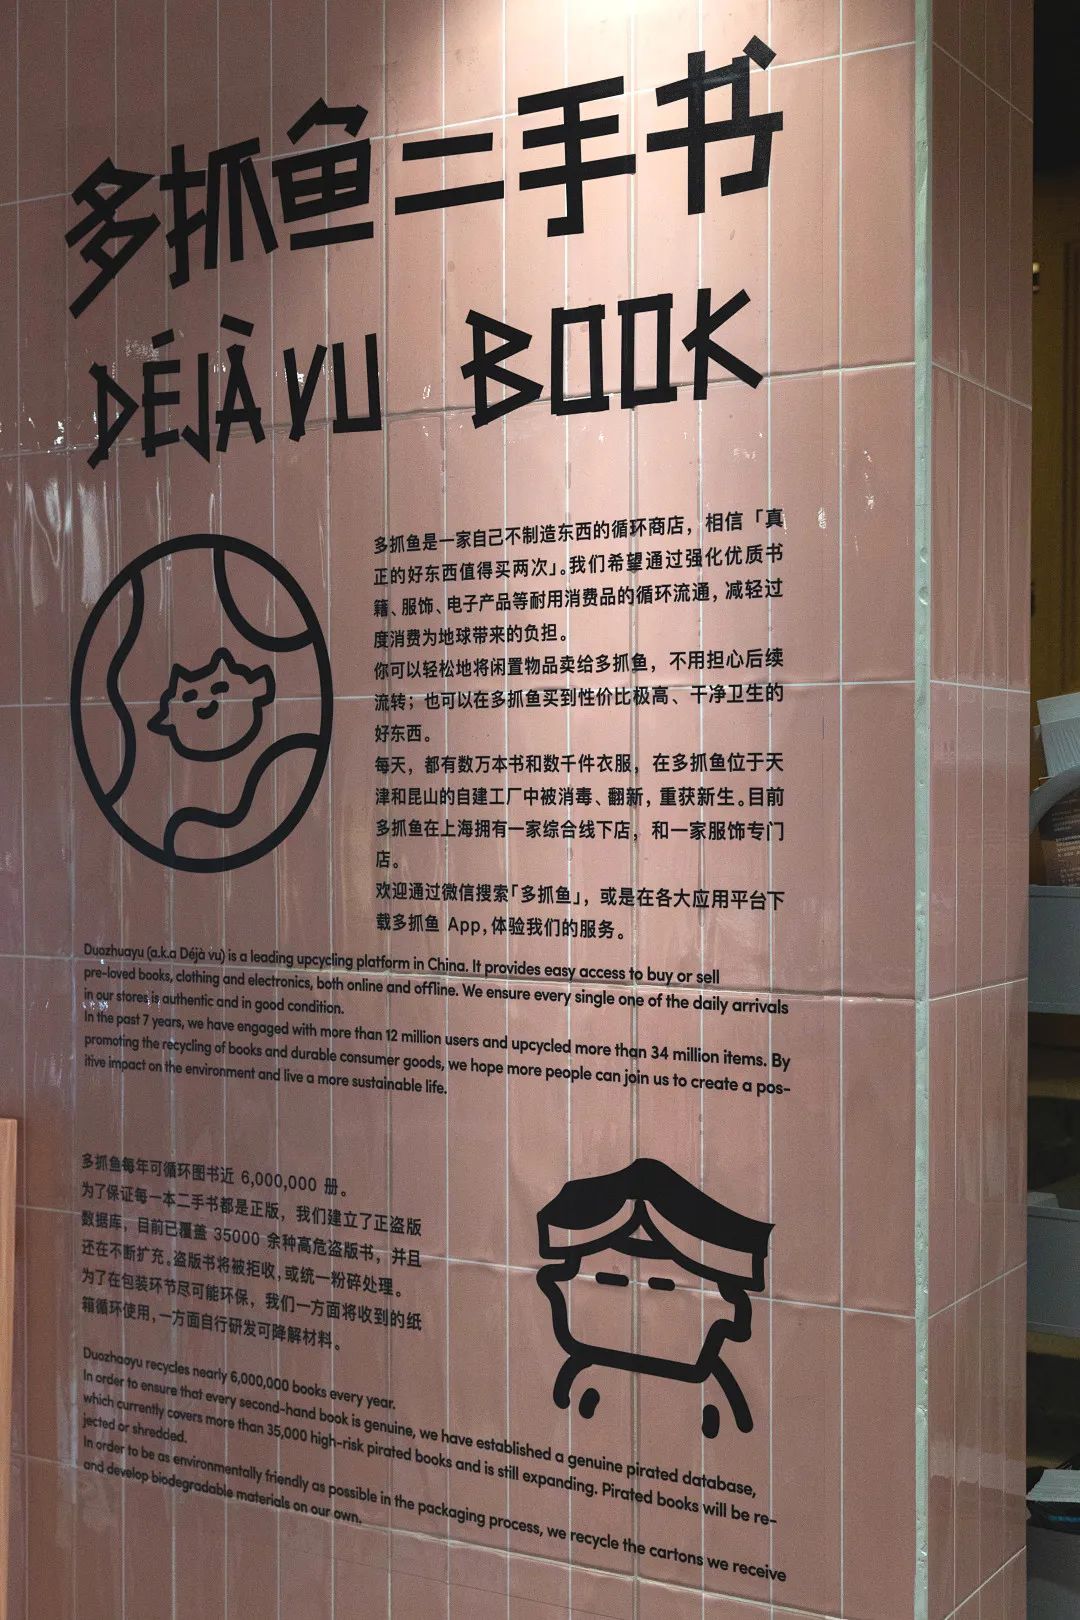 多抓鱼二手书
DÉJÀ VU BOOK
多抓鱼是一家自己不制造东西的循环商店，相信「真
正的好东西值得买两次」。我们希望通过强化优质书
籍、服饰、电子产品等耐用消费品的循环流通，减轻过
度消费为地球带来的负担。
你可以轻松地将闲置物品卖给多抓鱼，不用担心后续
流转；也可以在多抓鱼买到性价比极高、干净卫生的
好东西。
每天，都有数万本书和数千件衣服，在多抓鱼位于天
津和昆山的自建工厂中被消毒、翻新，重获新生。目前
多抓鱼在上海拥有一家综合线下店，和一家服饰专门
店。
欢迎通过微信搜索「多抓鱼」，或是在各大应用平台下
载多抓鱼 App，体验我们的服务。
Duozhuayu (a.k.a Déjà vu) is a leading upcycling platform in China. It provides easy access to buy or sell
pre-loved books, clothing and electronics, both online and offline. We ensure every single one of the daily arrivals
in our stores is authentic and in good condition.
In the past 7 years, we have engaged with more than 12 million users and upcycled more than 34 million items. By
promoting the recycling of books and durable consumer goods, we hope more people can join us to create a pos-
itive impact on the environment and live a more sustainable life.
多抓鱼每年可循环图书近 6,000,000 册。
为了保证每一本二手书都是正版，我们建立了正盗版
数据库，目前已覆盖 35000 余种高危盗版书，并且
还在不断扩充。盗版书将被拒收，或统一粉碎处理。
为了在包装环节尽可能环保，我们一方面将收到的纸
箱循环使用，一方面自行研发可降解材料。
Duozhaoyu recycles nearly 6,000,000 books every year.
In order to ensure that every second-hand book is genuine, we have established a genuine pirated database,
which currently covers more than 35,000 high-risk pirated books and is still expanding. Pirated books will be re-
jected or shredded.
In order to be as environmentally friendly as possible in the packaging process, we recycle the cartons we receive
and develop biodegradable materials on our own.